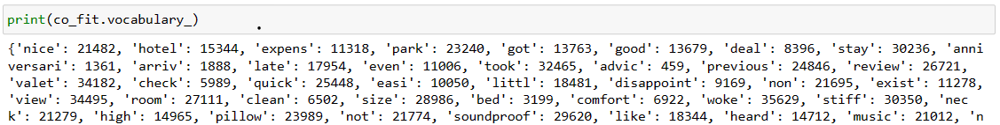 print(co_fit.vocabulary_)
{'nice': 21482, 'hotel': 15344, 'expens': 11318, 'park': 23240, 'got': 13763, 'good': 13679, 'deal': 8396, 'stay': 30236, 'anni
versari': 1361, 'arriv': 1888, 'late': 17954, 'even': 11006, 'took': 32465, 'advic': 459, 'previous': 24846, 'review': 26721,
'valet': 34182, 'check': 5989, 'quick': 25448, 'easi': 10050, 'littl': 18481, 'disappoint': 9169, 'non': 21695, 'exist': 11278,
'view': 34495, 'room': 27111, 'clean': 6502, 'size': 28986, 'bed': 3199, 'comfort': 6922, 'woke': 35629, 'stiff': 30350, 'nec
k': 21279, 'high': 14965, 'pillow': 23989, 'not': 21774, 'soundproof': 29620, 'like': 18344, 'heard': 14712, 'music': 21012, 'n